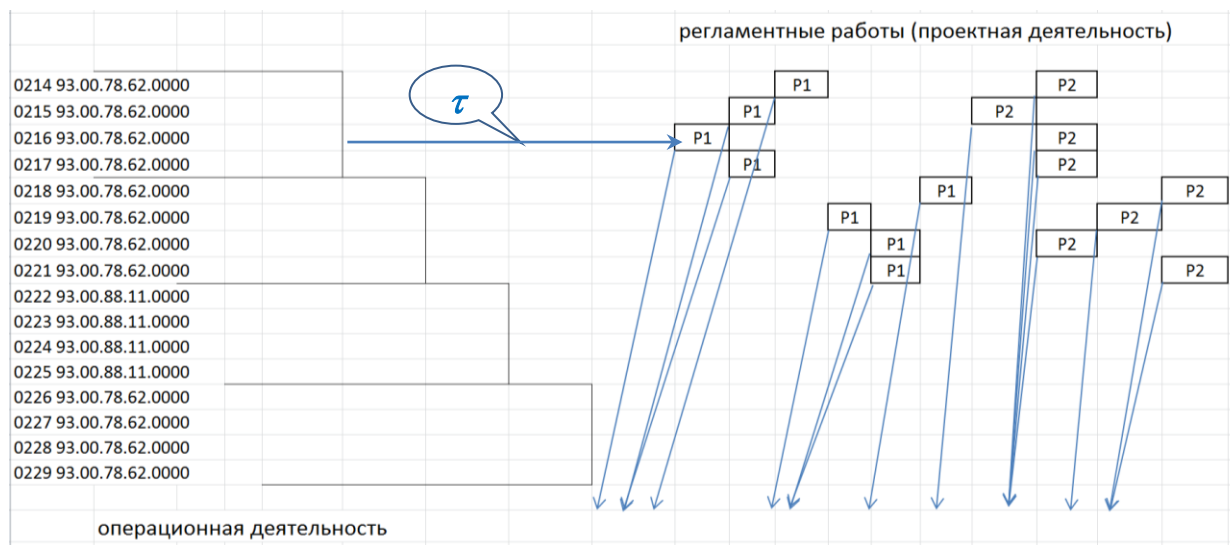 регламентные работы (проектная деятельность)
0214 93.00.78.62.0000 P1 P2
0215 93.00.78.62.0000 τ P1 P2
0216 93.00.78.62.0000 P1 P2
0217 93.00.78.62.0000 P1 P2
0218 93.00.78.62.0000 P1 P2
0219 93.00.78.62.0000 P1 P2
0220 93.00.78.62.0000 P1 P2
0221 93.00.78.62.0000 P1 P2
0222 93.00.88.11.0000
0223 93.00.88.11.0000
0224 93.00.88.11.0000
0225 93.00.88.11.0000
0226 93.00.78.62.0000
0227 93.00.78.62.0000
0228 93.00.78.62.0000
0229 93.00.78.62.0000
операционная деятельность